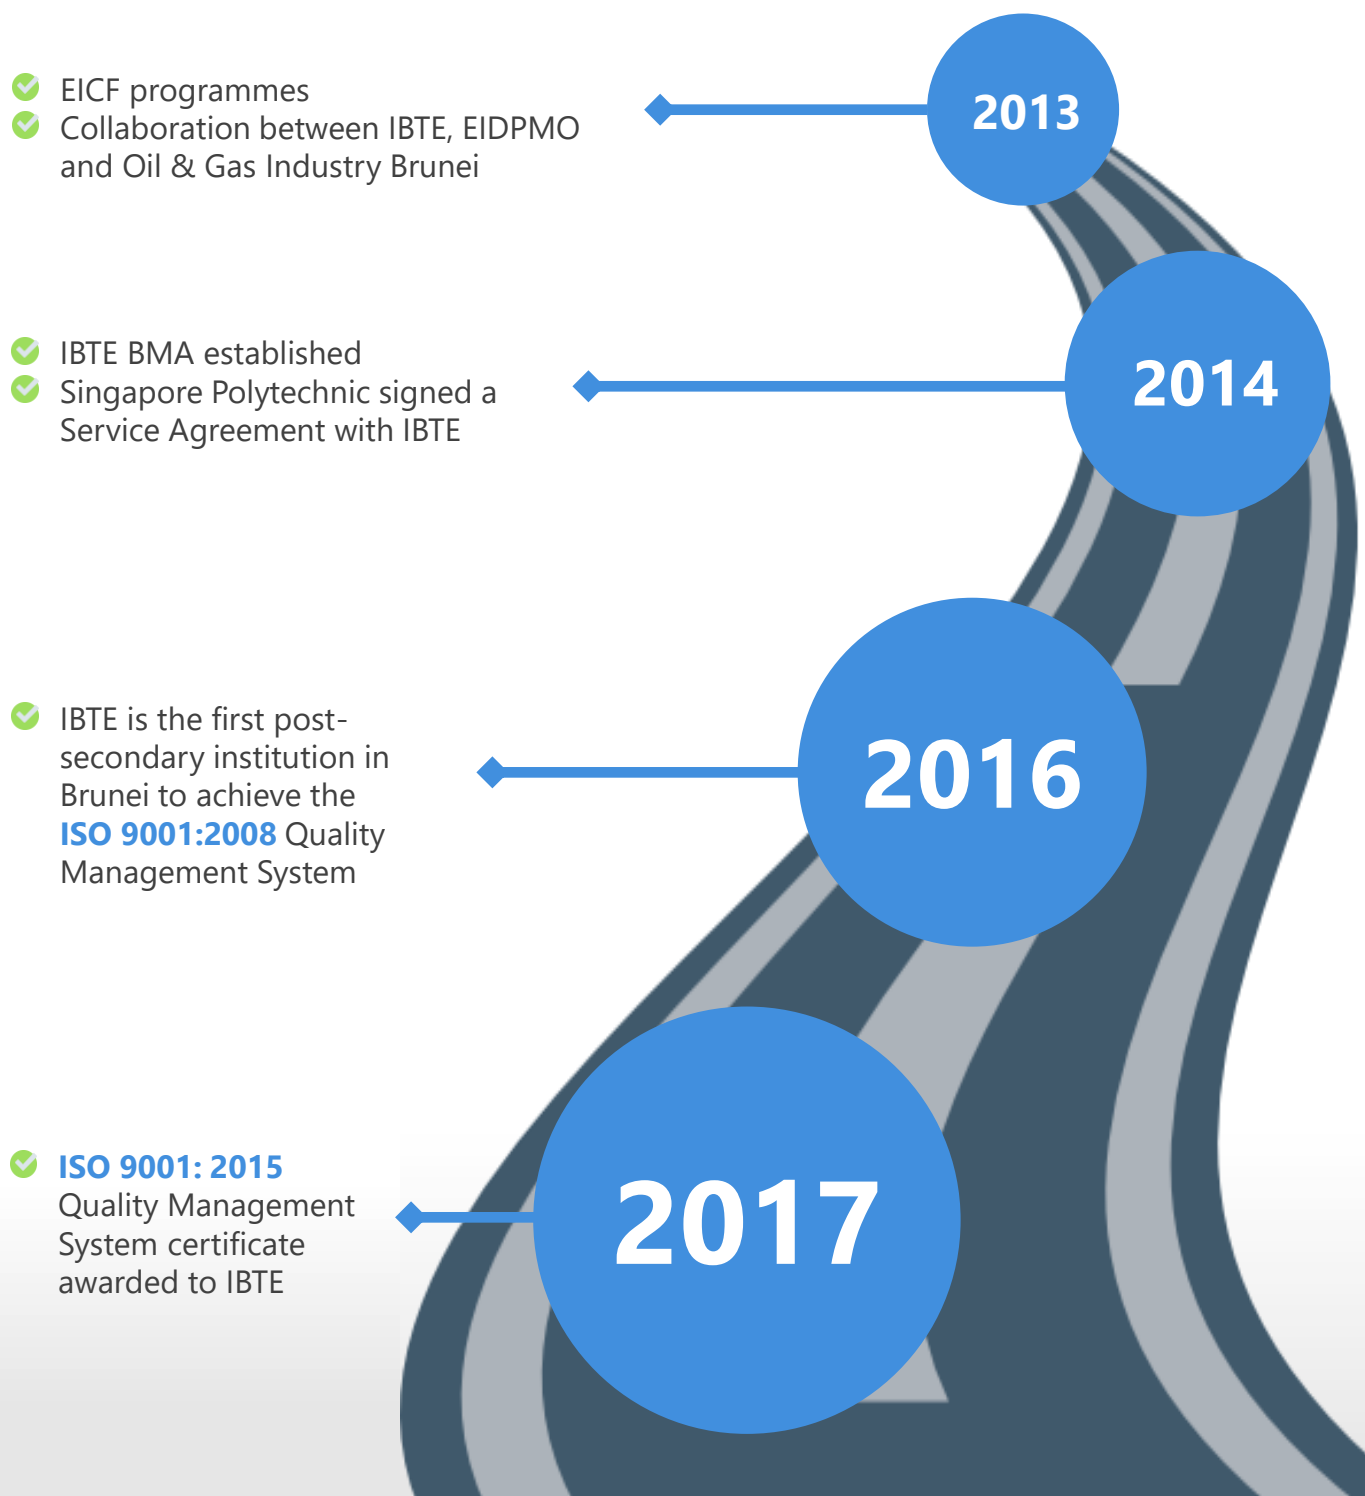 2013
EICF programmes
Collaboration between IBTE, EIDPMO
and Oil & Gas Industry Brunei
2014
IBTE BMA established
Singapore Polytechnic signed a
Service Agreement with IBTE
2016
IBTE is the first post-
secondary institution in
Brunei to achieve the
ISO 9001:2008 Quality
Management System
2017
ISO 9001: 2015
Quality Management
System certificate
awarded to IBTE